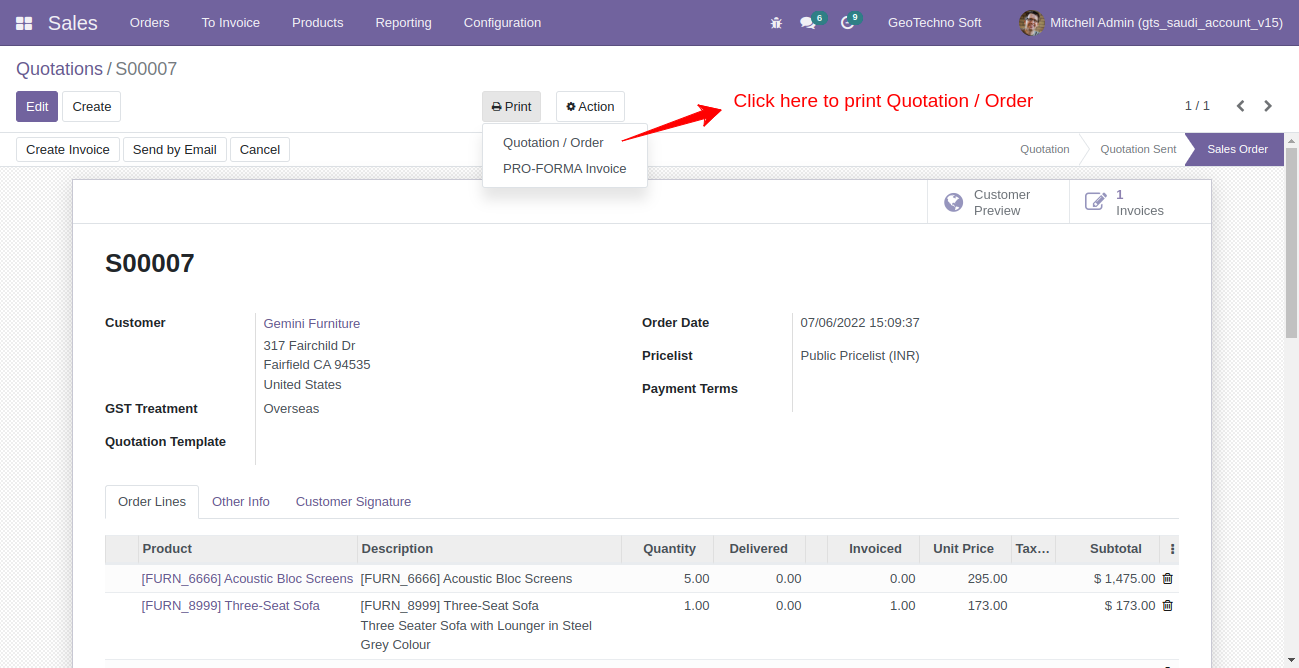 Sales Orders To Invoice Products Reporting Configuration 6 9 GeoTechno Soft Mitchell Admin (gts_saudi_account_v15)
Quotations / S00007
Edit Create Print Action Click here to print Quotation / Order 1 / 1
Quotation / Order
PRO-FORMA Invoice
Create Invoice Send by Email Cancel Quotation Quotation Sent Sales Order
Customer
Preview
1
Invoices
S00007
Customer Gemini Furniture
317 Fairchild Dr
Fairfield CA 94535
United States
GST Treatment Overseas
Quotation Template
Order Date 07/06/2022 15:09:37
Pricelist Public Pricelist (INR)
Payment Terms
Order Lines Other Info Customer Signature
Product Description Quantity Delivered Invoiced Unit Price Tax… Subtotal
[FURN_6666] Acoustic Bloc Screens [FURN_6666] Acoustic Bloc Screens 5.00 0.00 0.00 295.00 $ 1,475.00
[FURN_8999] Three-Seat Sofa [FURN_8999] Three-Seat Sofa 1.00 0.00 1.00 173.00 $ 173.00
Three Seater Sofa with Lounger in Steel
Grey Colour